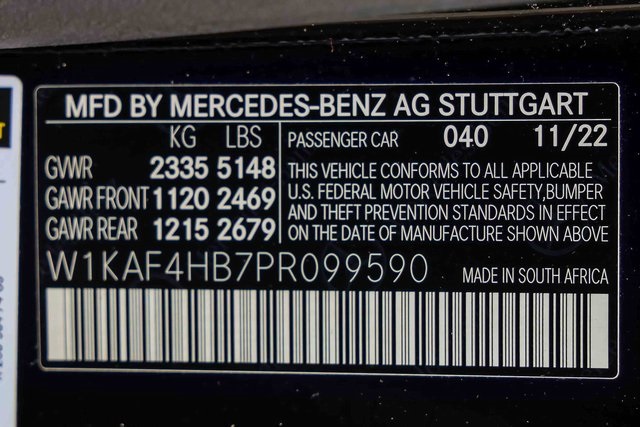 MFD BY MERCEDES-BENZ AG STUTTGART
KG LBS
GVWR 2335 5148
GAWR FRONT 1120 2469
GAWR REAR 1215 2679
PASSENGER CAR 040 11/22
THIS VEHICLE CONFORMS TO ALL APPLICABLE
U.S. FEDERAL MOTOR VEHICLE SAFETY,BUMPER
AND THEFT PREVENTION STANDARDS IN EFFECT
ON THE DATE OF MANUFACTURE SHOWN ABOVE
W1KAF4HB7PR099590
MADE IN SOUTH AFRICA